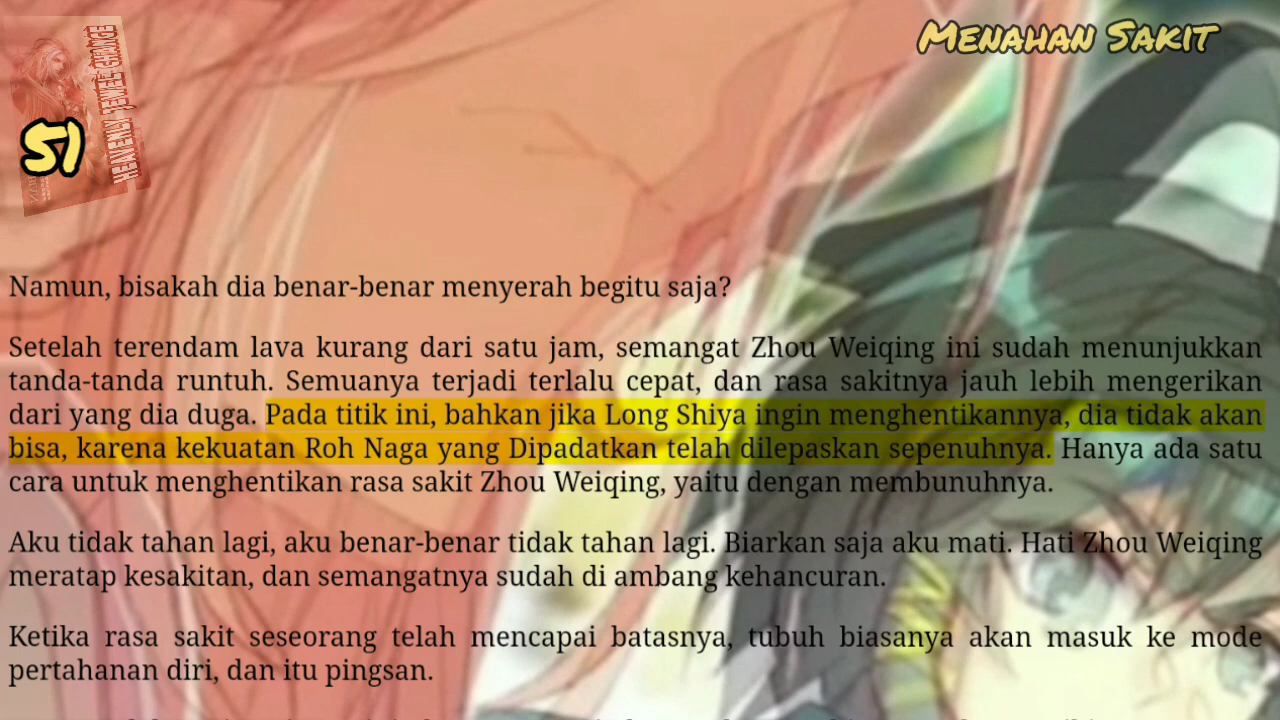 Menahan Sakit
HEAVENLY JEWEL CHANGE
51
Namun, bisakah dia benar-benar menyerah begitu saja?
Setelah terendam lava kurang dari satu jam, semangat Zhou Weiqing ini sudah menunjukkan
tanda-tanda runtuh. Semuanya terjadi terlalu cepat, dan rasa sakitnya jauh lebih mengerikan
dari yang dia duga. Pada titik ini, bahkan jika Long Shiya ingin menghentikannya, dia tidak akan
bisa, karena kekuatan Roh Naga yang Dipadatkan telah dilepaskan sepenuhnya. Hanya ada satu
cara untuk menghentikan rasa sakit Zhou Weiqing, yaitu dengan membunuhnya.
Aku tidak tahan lagi, aku benar-benar tidak tahan lagi. Biarkan saja aku mati. Hati Zhou Weiqing
meratap kesakitan, dan semangatnya sudah di ambang kehancuran.
Ketika rasa sakit seseorang telah mencapai batasnya, tubuh biasanya akan masuk ke mode
pertahanan diri, dan itu pingsan.